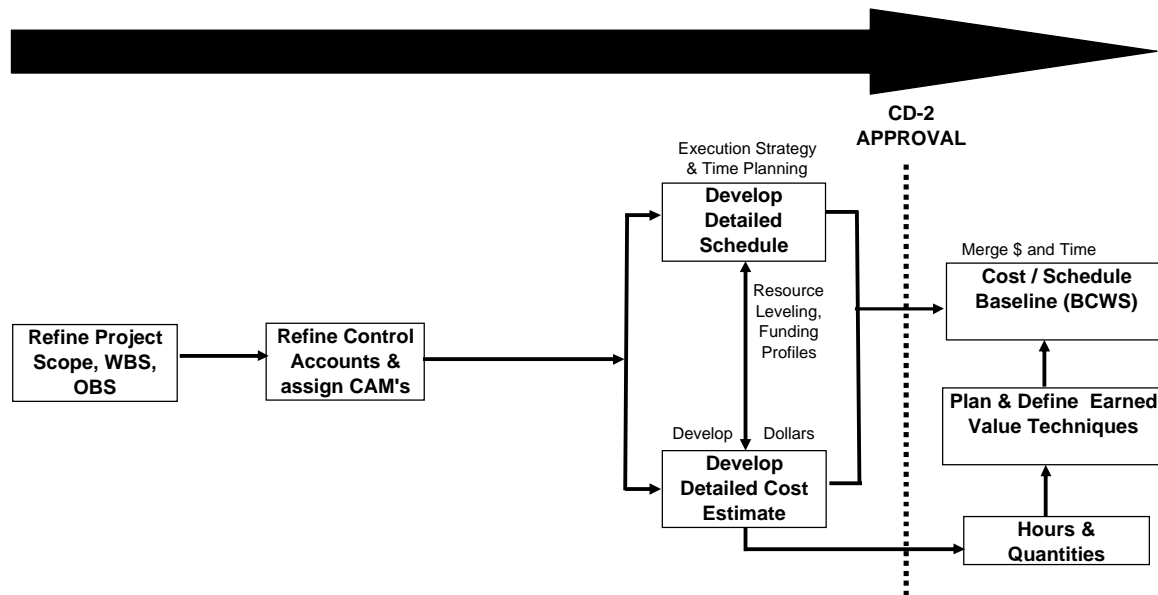 CD-2
APPROVAL
Execution Strategy
& Time Planning
Develop
Detailed
Schedule
Merge $ and Time
Cost / Schedule
Baseline (BCWS)
Resource
Leveling,
Funding
Profiles
Refine Project
Scope, WBS,
OBS
Refine Control
Accounts &
assign CAM's
Plan & Define Earned
Value Techniques
Develop Dollars
Develop
Detailed Cost
Estimate
Hours &
Quantities